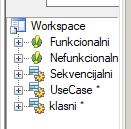 Workspace
Funkcionalni
Nefunkcionaln
Sekvencijalni
UseCase *
klasni *